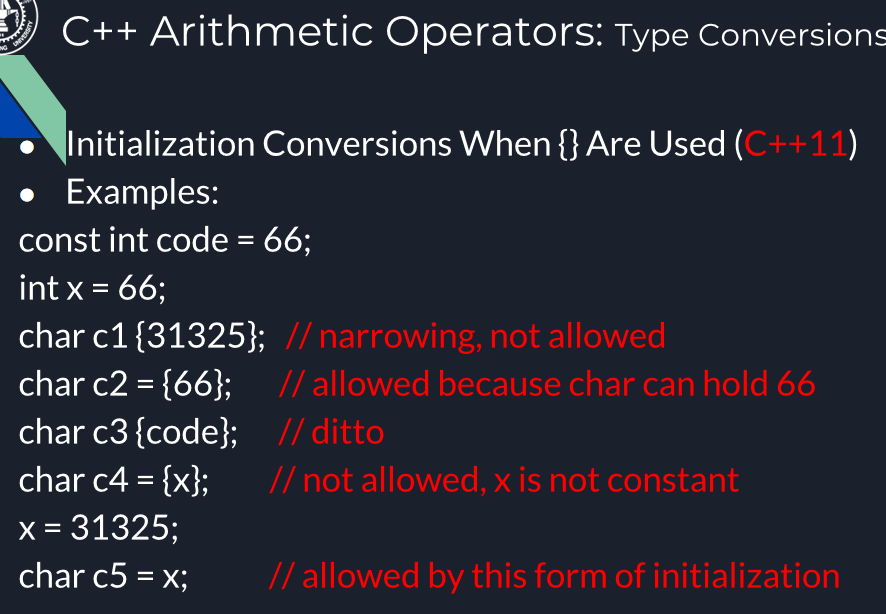 C++ Arithmetic Operators: Type Conversions
● Initialization Conversions When {} Are Used (C++11)
● Examples:
const int code = 66;
int x = 66;
char c1 {31325}; // narrowing, not allowed
char c2 = {66}; // allowed because char can hold 66
char c3 {code}; // ditto
char c4 = {x}; // not allowed, x is not constant
x = 31325;
char c5 = x; // allowed by this form of initialization